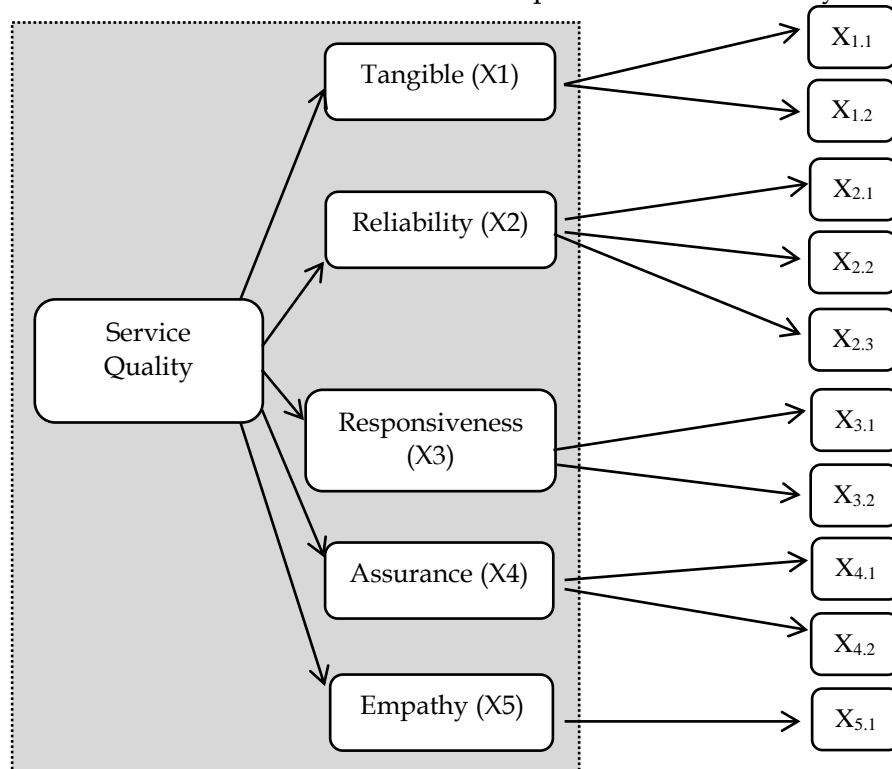 Tangible (X1)
X1.1
X1.2
Reliability (X2)
X2.1
X2.2
X2.3
Service
Quality
Responsiveness
(X3)
X3.1
X3.2
Assurance (X4)
X4.1
X4.2
Empathy (X5)
X5.1